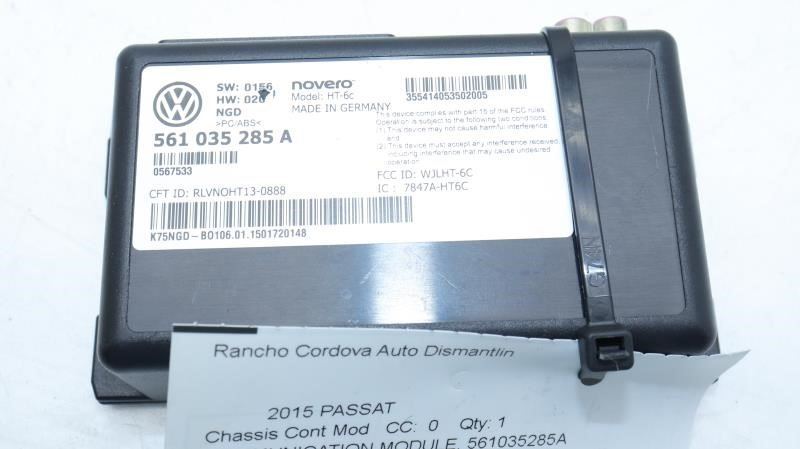 SW: 0156
HW: 020
NGD
>PC/ABS<
561 035 285 A
0567533
novero
Model: HT-6c
MADE IN GERMANY
355414053502005
This device complies with part 15 of the FCC rules.
Operation is subject to the following two conditions,
(1) This device may not cause harmful interference
and
(2) This device must accept any interference received,
including interference that may cause undesired
operation
CFT ID: RLVNOHT13-0888
FCC ID: WJLHT-6C
IC : 7847A-HT6C
K75NGD-BO106.01.1501720148
Rancho Cordova Auto Dismantlin
2015 PASSAT
Chassis Cont Mod CC: 0 Qty: 1
MODULE, 561035285A